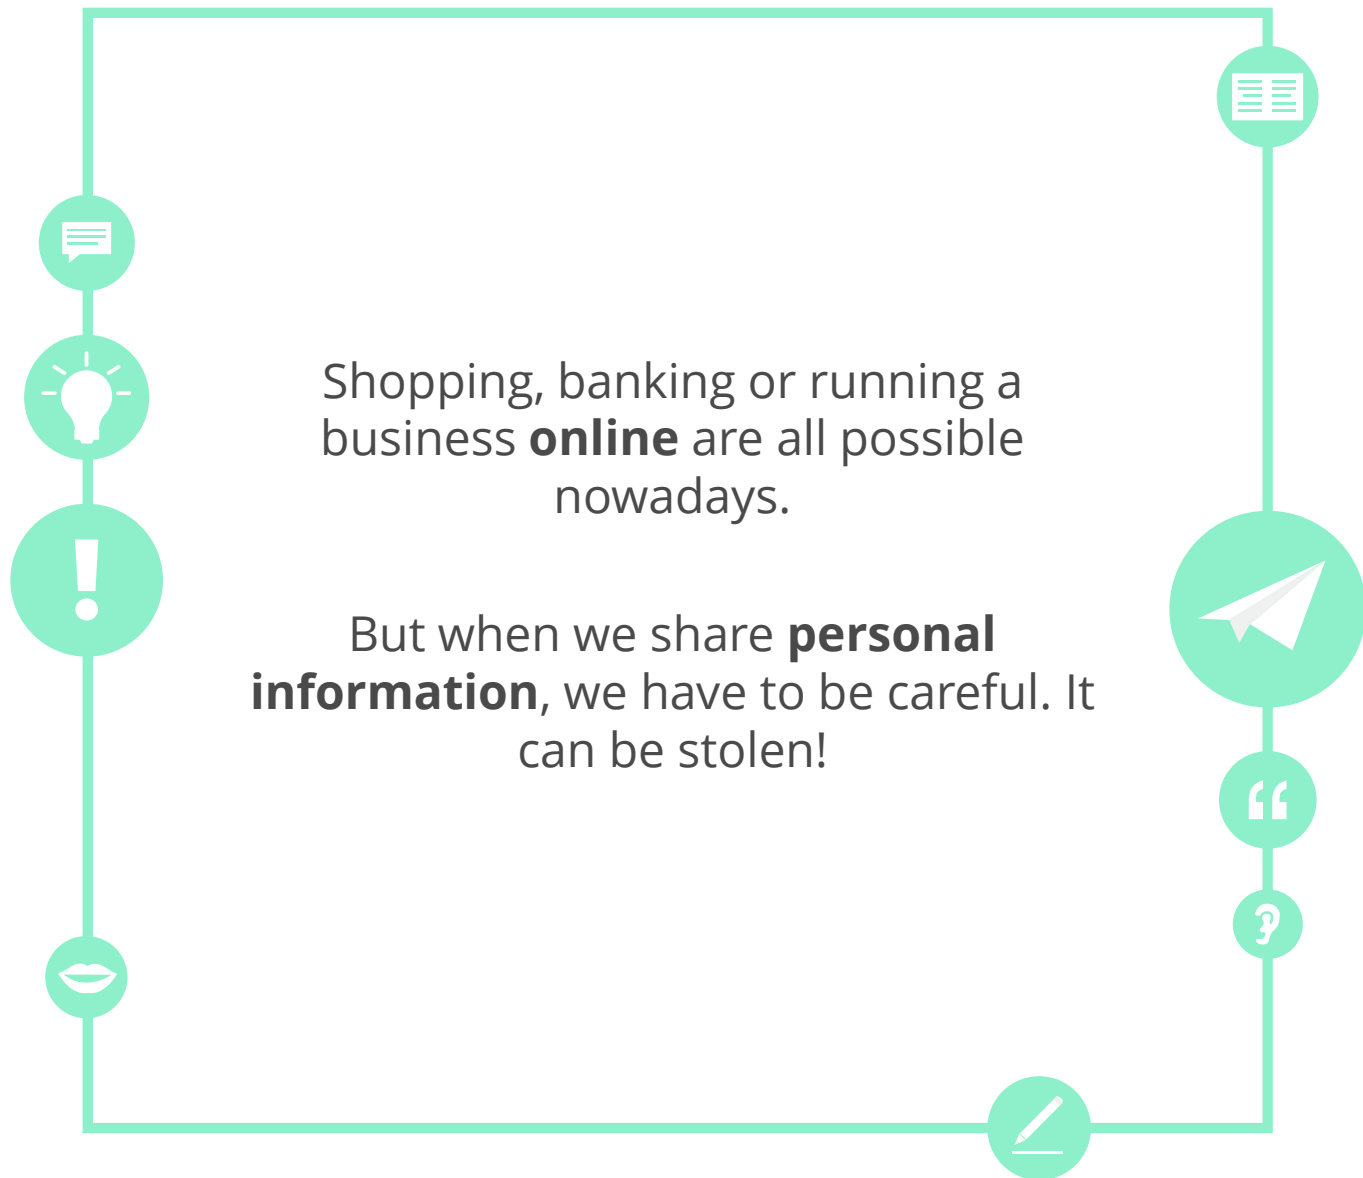 Shopping, banking or running a
business online are all possible
nowadays.
But when we share personal
information, we have to be careful. It
can be stolen!